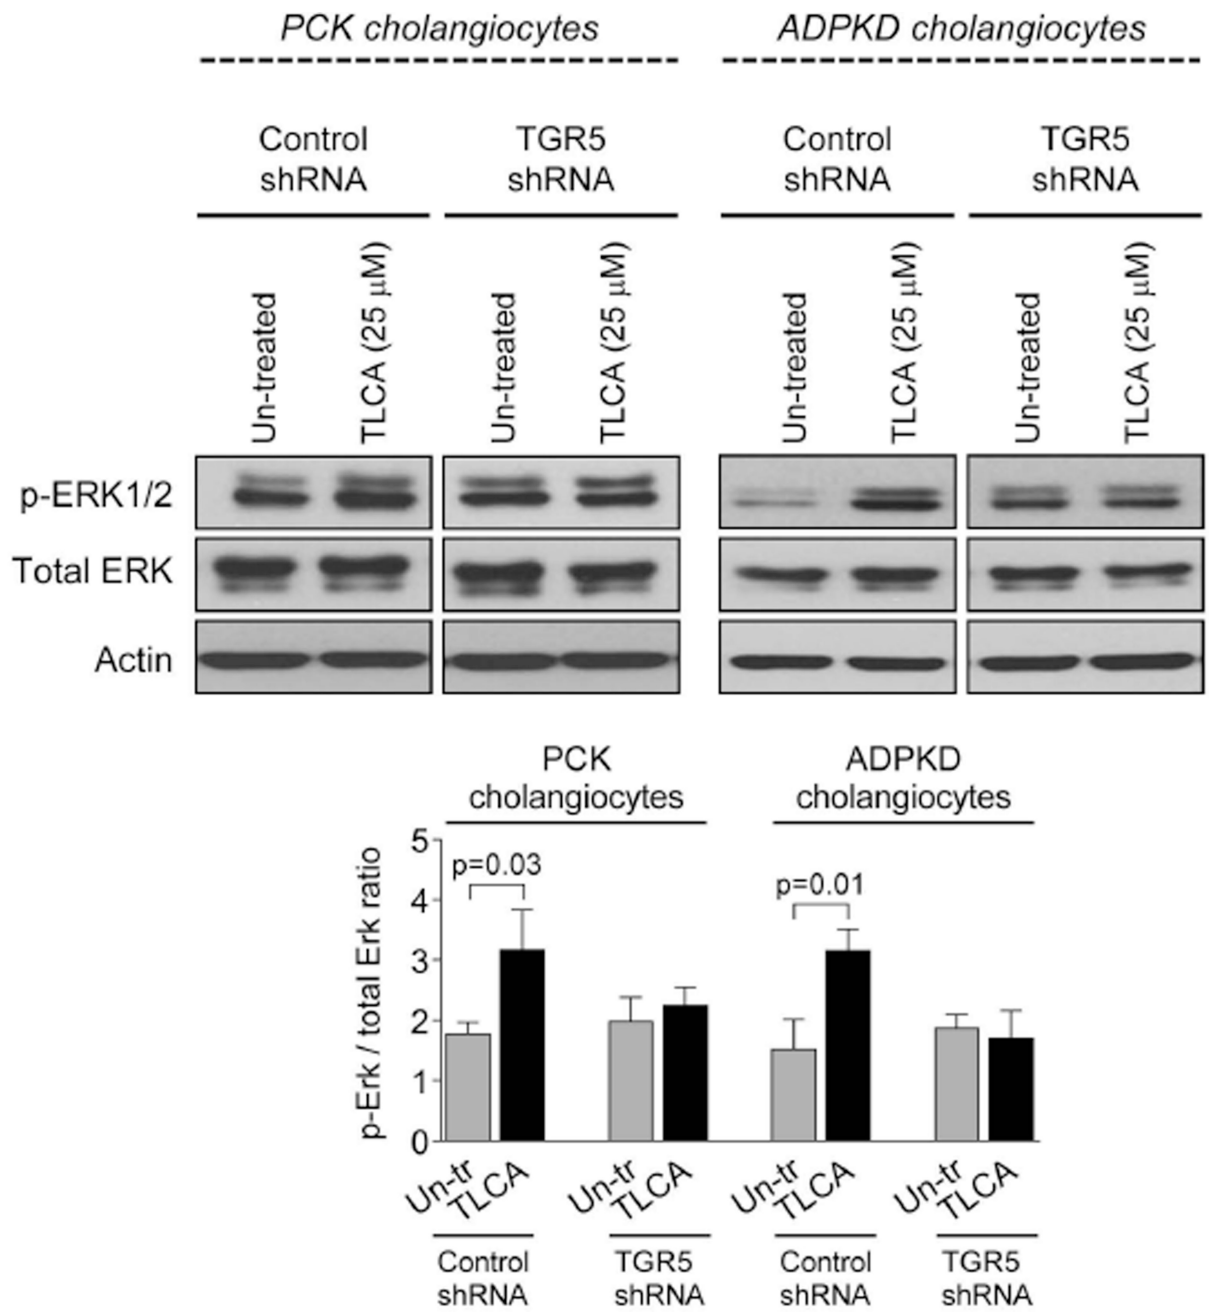 PCK cholangiocytes
ADPKD cholangiocytes
Control
shRNA
TGR5
shRNA
Control
shRNA
TGR5
shRNA
Un-treated
TLCA (25 μM)
Un-treated
TLCA (25 μM)
Un-treated
TLCA (25 μM)
Un-treated
TLCA (25 μM)
p-ERK1/2
Total ERK
Actin
PCK
cholangiocytes
ADPKD
cholangiocytes
p-Erk / total Erk ratio
5
4
3
2
1
0
p=0.03
p=0.01
Un-tr
TLCA
Un-tr
TLCA
Un-tr
TLCA
Un-tr
TLCA
Control
shRNA
TGR5
shRNA
Control
shRNA
TGR5
shRNA